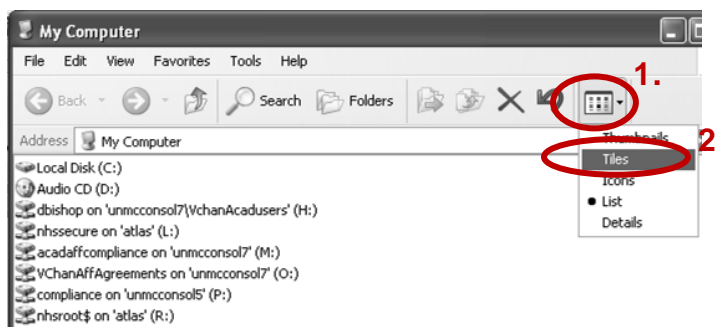 My Computer
File Edit View Favorites Tools Help
1.
Back Search Folders
Address My Computer
Thumbnails
2
Tiles
Icons
List
Details
Local Disk (C:)
Audio CD (D:)
dbishop on 'unmcconsol7\VchanAcadusers' (H:)
nhssecure on 'atlas' (L:)
acadaffcompliance on 'unmcconsol7' (M:)
VChanAffAgreements on 'unmcconsol7' (O:)
compliance on 'unmcconsol5' (P:)
nhsroot$ on 'atlas' (R:)